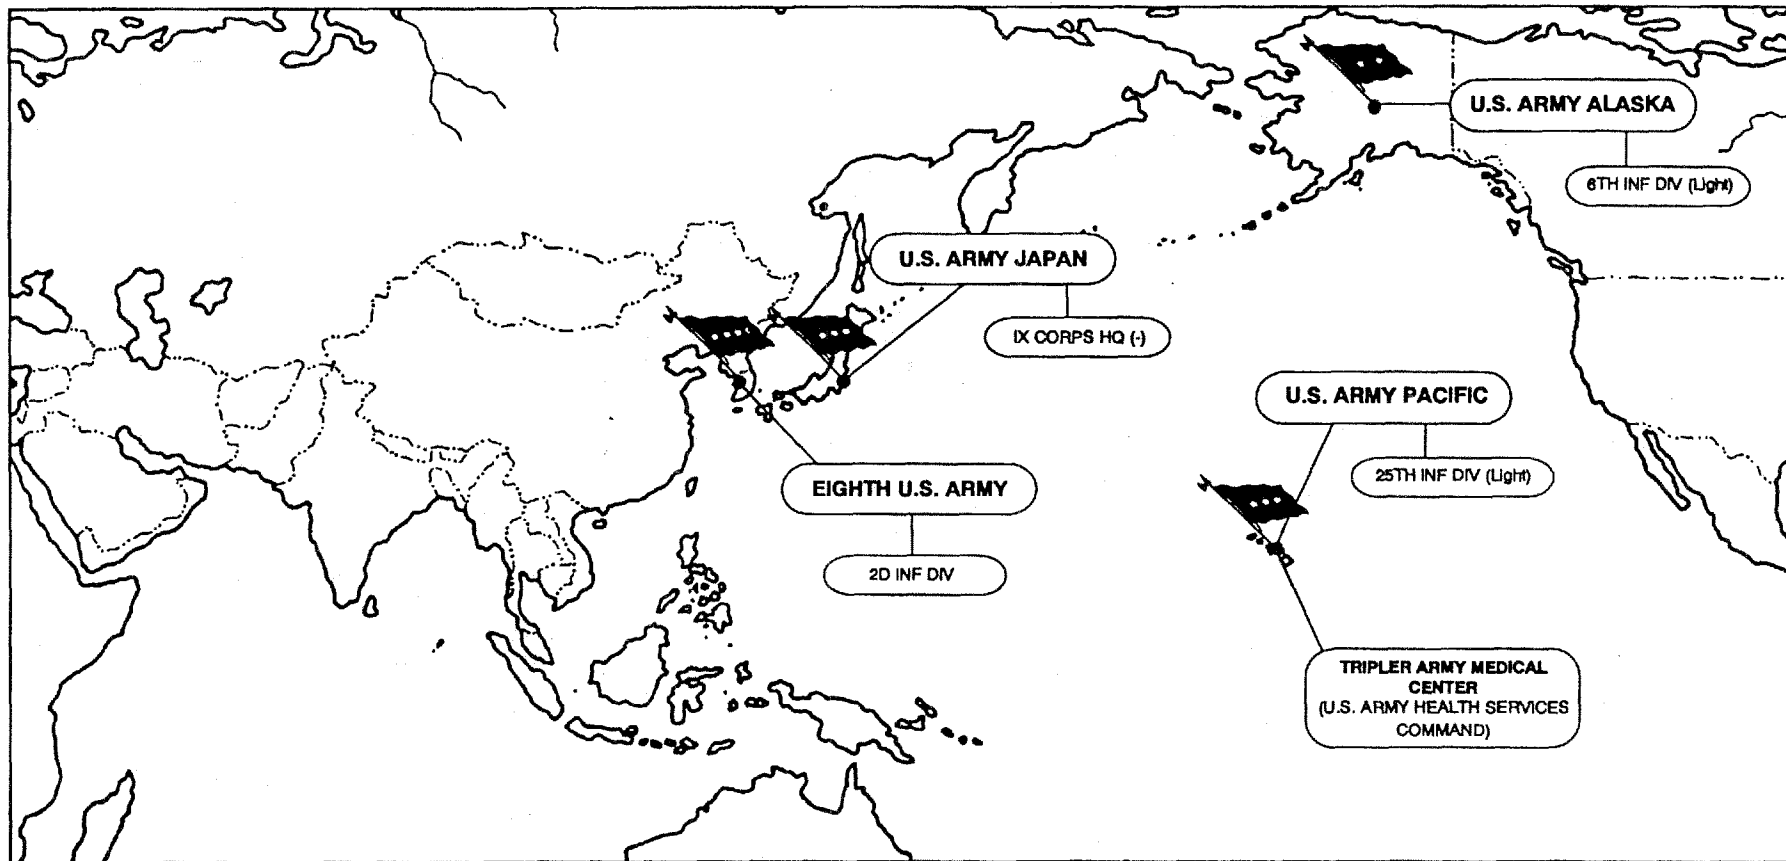 U.S. ARMY ALASKA
6TH INF DIV (Light)
U.S. ARMY JAPAN
IX CORPS HQ (-)
U.S. ARMY PACIFIC
25TH INF DIV (Light)
EIGHTH U.S. ARMY
2D INF DIV
TRIPLER ARMY MEDICAL
CENTER
(U.S. ARMY HEALTH SERVICES
COMMAND)